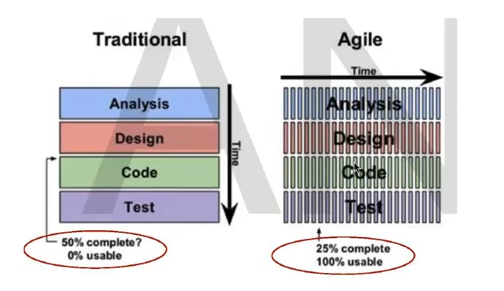 Traditional
Agile
Time
Analysis
Design
Code
Test
Time
Analysis
Design
Code
Test
50% complete?
0% usable
25% complete
100% usable
AN